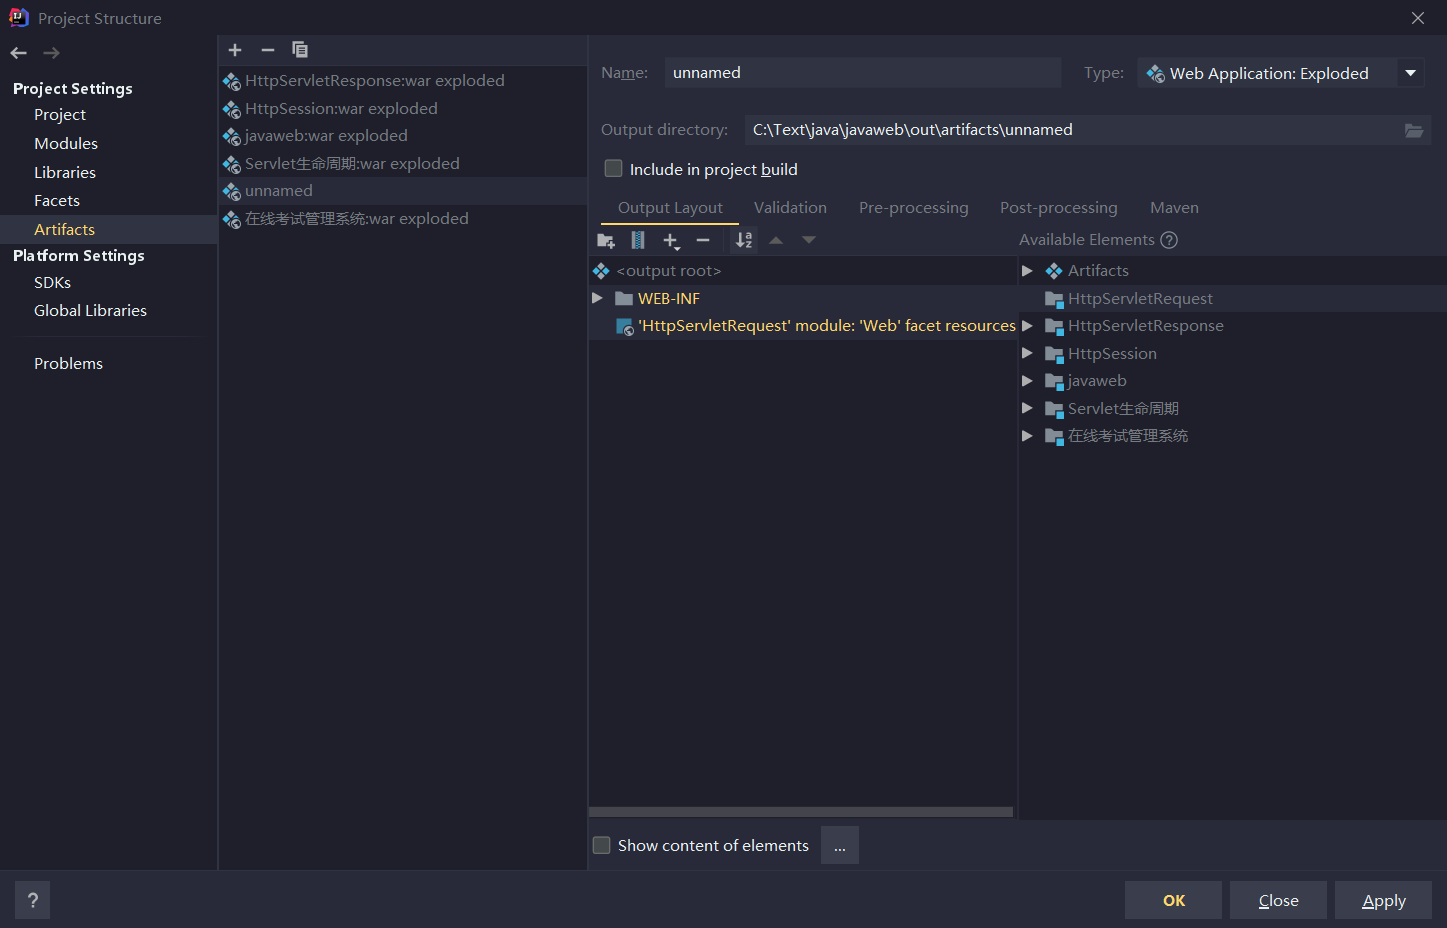 Project Structure
Project Settings
Project
Modules
Libraries
Facets
Artifacts
Platform Settings
SDKs
Global Libraries
Problems
HttpServletResponse:war exploded
HttpSession:war exploded
javaweb:war exploded
Servlet生命周期:war exploded
unnamed
在线考试管理系统:war exploded
Name: unnamed Type: Web Application: Exploded
Output directory: C:\Text\java\javaweb\out\artifacts\unnamed
Include in project build
Output Layout Validation Pre-processing Post-processing Maven
Available Elements ?
<output root>
WEB-INF
'HttpServletRequest' module: 'Web' facet resources
Artifacts
HttpServletRequest
HttpServletResponse
HttpSession
javaweb
Servlet生命周期
在线考试管理系统
Show content of elements ...
? OK Close Apply